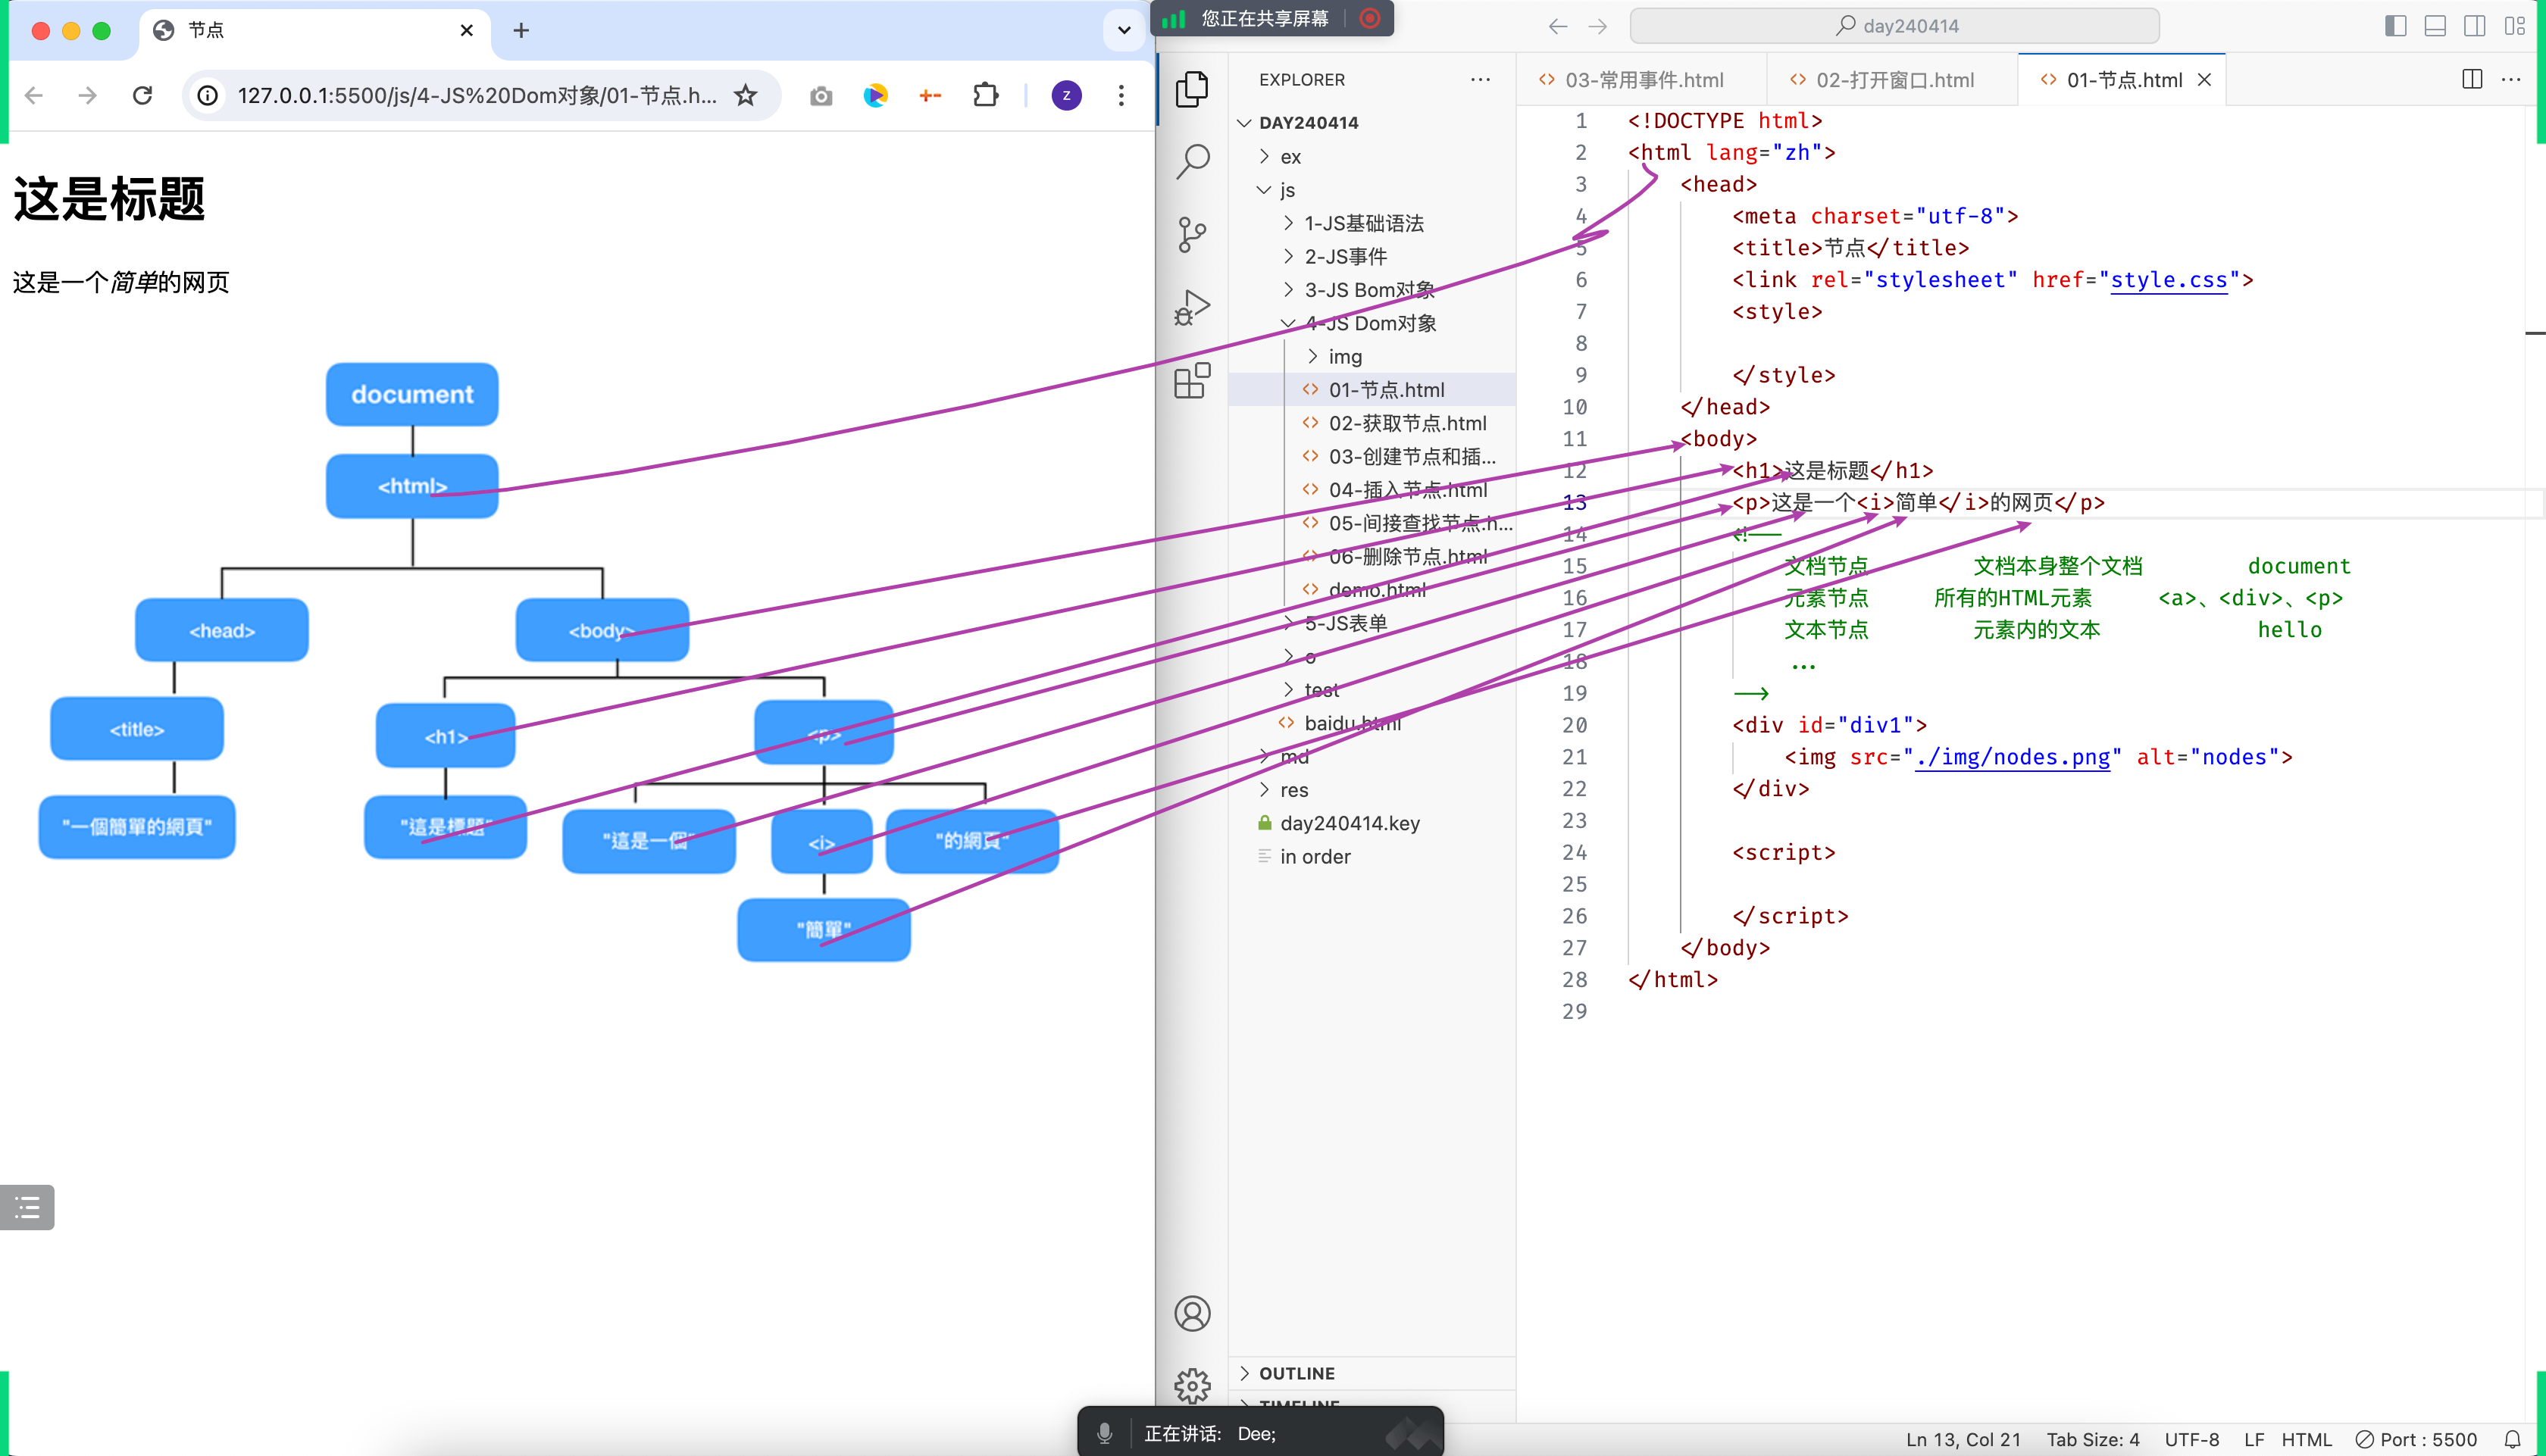 节点
127.0.0.1:5500/js/4-JS%20Dom对象/01-节点.h...
z
这是标题
这是一个简单的网页
document
<html>
<head>
<body>
<title>
<h1>
<p>
"一個簡單的網頁"
"這是標題"
"這是一個"
<i>
"的網頁"
"簡單"
您正在共享屏幕
day240414
EXPLORER
DAY240414
ex
js
1-JS基础语法
2-JS事件
3-JS Bom对象
4-JS Dom对象
img
01-节点.html
02-获取节点.html
03-创建节点和插...
04-插入节点.html
05-间接查找节点.h...
06-删除节点.html
demo.html
5-JS表单
o
test
baidu.html
md
res
day240414.key
in order
OUTLINE
TIMELINE
03-常用事件.html
02-打开窗口.html
01-节点.html
1 <!DOCTYPE html>
2 <html lang="zh">
3 <head>
4 <meta charset="utf-8">
5 <title>节点</title>
6 <link rel="stylesheet" href="style.css">
7 <style>
8
9 </style>
10 </head>
11 <body>
12 <h1>这是标题</h1>
13 <p>这是一个<i>简单</i>的网页</p>
14 <!--
15 文档节点 文档本身整个文档 document
16 元素节点 所有的HTML元素 <a>、<div>、<p>
17 文本节点 元素内的文本 hello
18 ...
19 -->
20 <div id="div1">
21 <img src="./img/nodes.png" alt="nodes">
22 </div>
23
24 <script>
25
26 </script>
27 </body>
28 </html>
29
正在讲话: Dee;
Ln 13, Col 21 Tab Size: 4 UTF-8 LF HTML Port : 5500